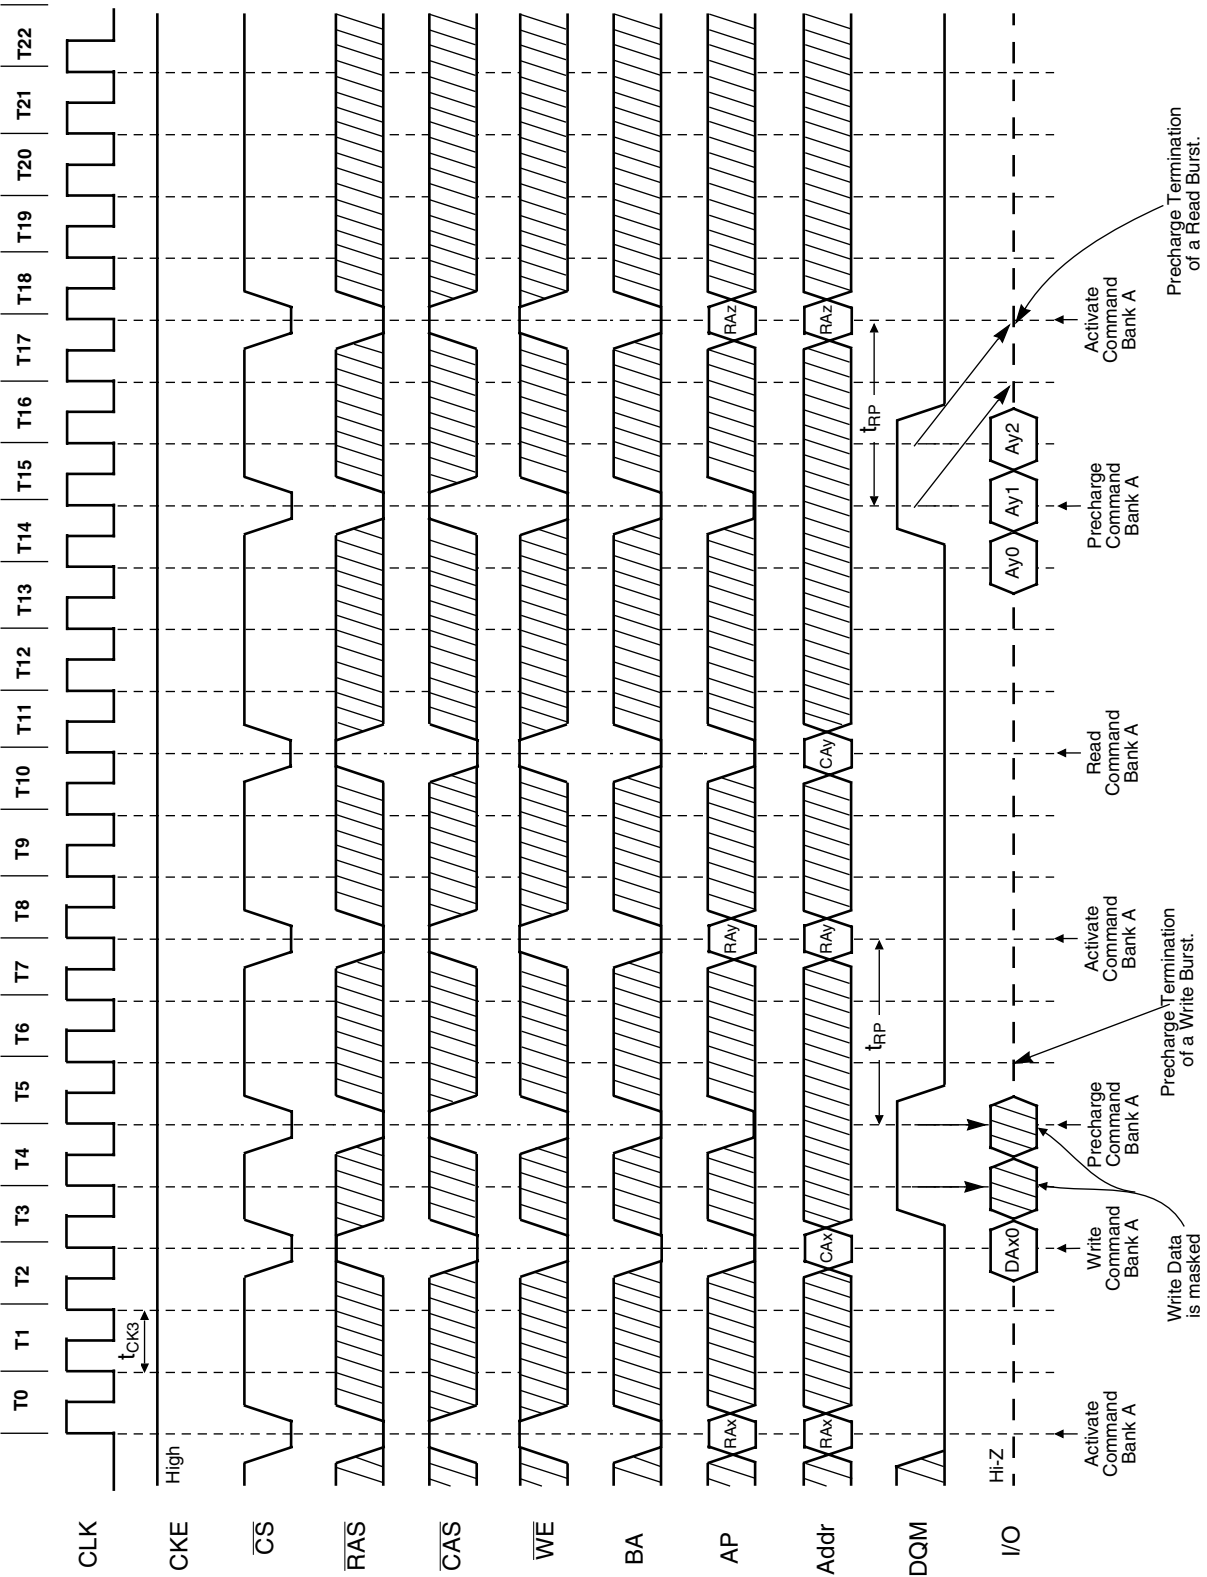 T0 T1 T2 T3 T4 T5 T6 T7 T8 T9 T10 T11 T12 T13 T14 T15 T16 T17 T18 T19 T20 T21 T22
CLK
tCK3
CKE
High
CS
RAS
CAS
WE
BA
AP
RAx
RAy
RAz
Addr
RAx
CAx
RAy
CAy
RAz
tRP
tRP
DQM
I/O
Hi-Z
DAx0
Ay0
Ay1
Ay2
Activate
Command
Bank A
Write
Command
Bank A
Precharge
Command
Bank A
Activate
Command
Bank A
Read
Command
Bank A
Precharge
Command
Bank A
Activate
Command
Bank A
Write Data
is masked
Precharge Termination
of a Write Burst.
Precharge Termination
of a Read Burst.